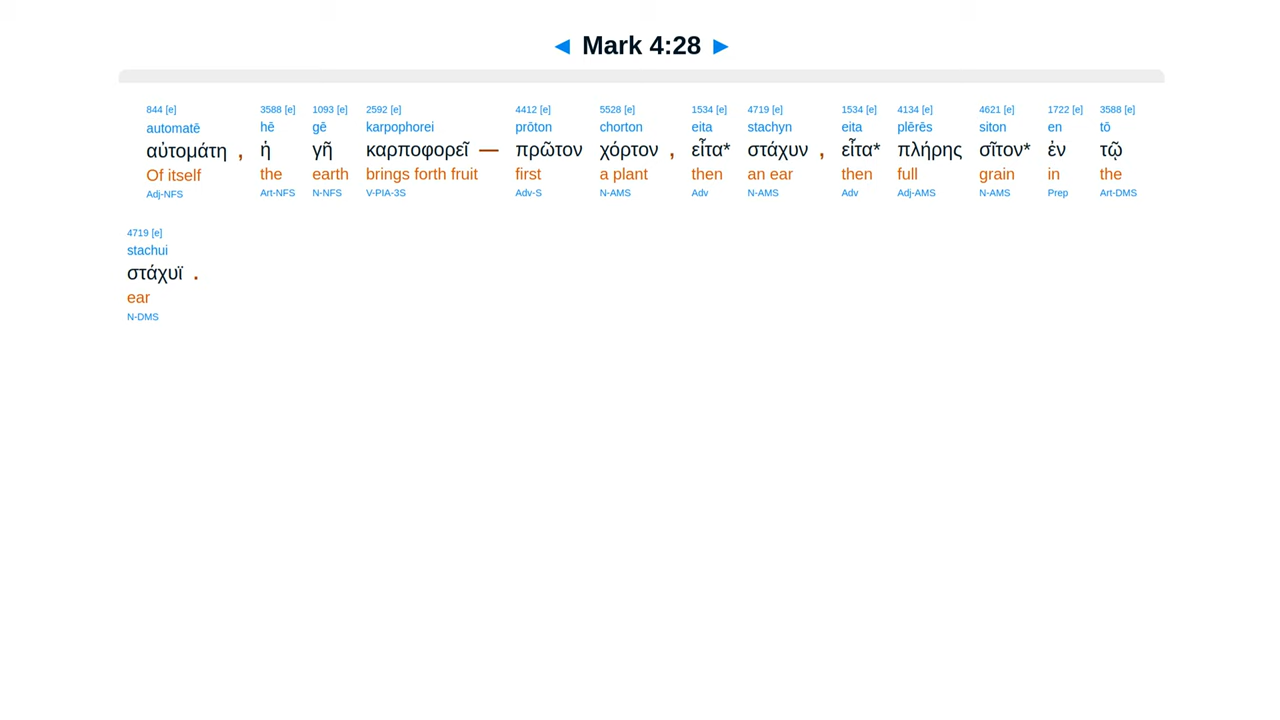 ◄ Mark 4:28 ►
844 [e] 3588 [e] 1093 [e] 2592 [e] 4412 [e] 5528 [e] 1534 [e] 4719 [e] 1534 [e] 4134 [e] 4621 [e] 1722 [e] 3588 [e]
automatē hē gē karpophorei prōton chorton eita stachyn eita plērēs siton en tō
αὐτομάτη , ἡ γῆ καρποφορεῖ — πρῶτον χόρτον , εἶτα* στάχυν , εἶτα* πλήρης σῖτον* ἐν τῷ
Of itself the earth brings forth fruit first a plant then an ear then full grain in the
Adj-NFS Art-NFS N-NFS V-PIA-3S Adv-S N-AMS Adv N-AMS Adv Adj-AMS N-AMS Prep Art-DMS
4719 [e]
stachui
στάχυϊ .
ear
N-DMS